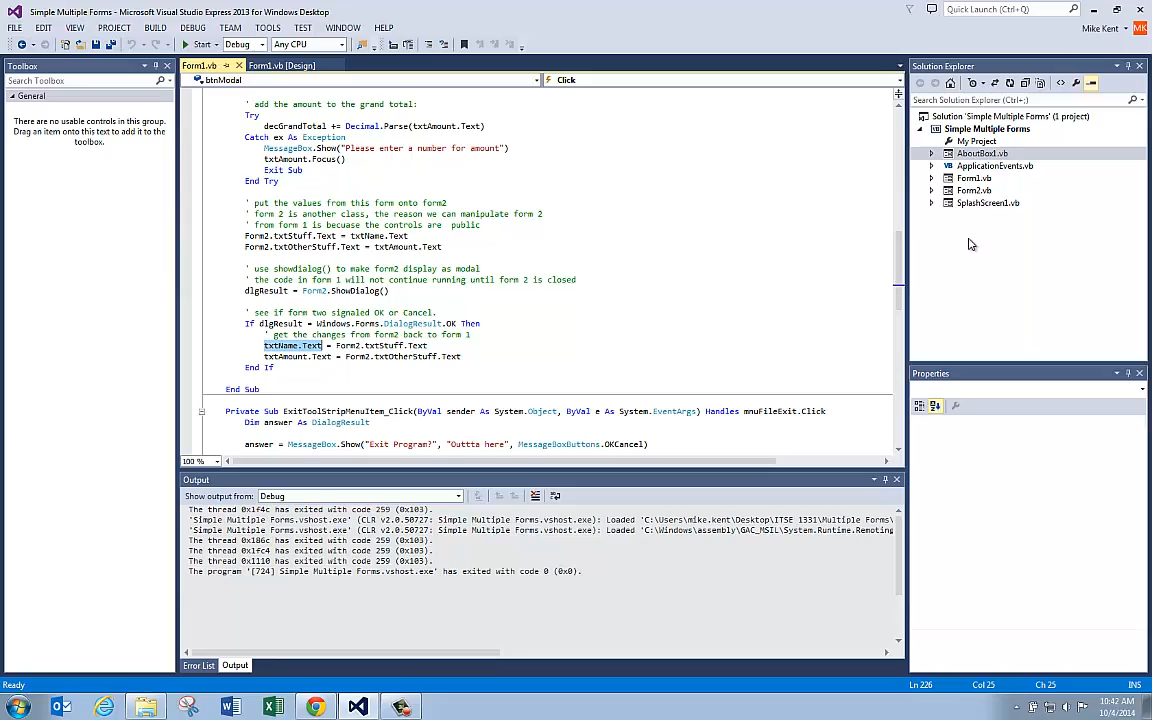 Simple Multiple Forms - Microsoft Visual Studio Express 2013 for Windows Desktop
Quick Launch (Ctrl+Q)
FILE EDIT VIEW PROJECT BUILD DEBUG TEAM TOOLS TEST WINDOW HELP
Mike Kent
MK
Start Debug Any CPU
Toolbox
Search Toolbox
General
There are no usable controls in this group.
Drag an item onto this text to add it to the
toolbox.
Form1.vb Form1.vb [Design]
btnModal Click
' add the amount to the grand total:
Try
decGrandTotal += Decimal.Parse(txtAmount.Text)
Catch ex As Exception
MessageBox.Show("Please enter a number for amount")
txtAmount.Focus()
Exit Sub
End Try
' put the values from this form onto form2
' form 2 is another class, the reason we can manipulate form 2
' from form 1 is becuase the controls are public
Form2.txtStuff.Text = txtName.Text
Form2.txtOtherStuff.Text = txtAmount.Text
' use showdialog() to make form2 display as modal
' the code in form 1 will not continue running until form 2 is closed
dlgResult = Form2.ShowDialog()
' see if form two signaled OK or Cancel.
If dlgResult = Windows.Forms.DialogResult.OK Then
' get the changes from form2 back to form 1
txtName.Text = Form2.txtStuff.Text
txtAmount.Text = Form2.txtOtherStuff.Text
End If
End Sub
Private Sub ExitToolStripMenuItem_Click(ByVal sender As System.Object, ByVal e As System.EventArgs) Handles mnuFileExit.Click
Dim answer As DialogResult
answer = MessageBox.Show("Exit Program?", "Outtta here", MessageBoxButtons.OKCancel)
100 %
Output
Show output from: Debug
The thread 0x1f4c has exited with code 259 (0x103).
'Simple Multiple Forms.vshost.exe' (CLR v2.0.50727: Simple Multiple Forms.vshost.exe): Loaded 'C:\Users\mike.kent\Desktop\ITSE 1331\Multiple Forms\
'Simple Multiple Forms.vshost.exe' (CLR v2.0.50727: Simple Multiple Forms.vshost.exe): Loaded 'C:\Windows\assembly\GAC_MSIL\System.Runtime.Remoting
The thread 0x186c has exited with code 259 (0x103).
The thread 0x1fc4 has exited with code 259 (0x103).
The thread 0x1110 has exited with code 259 (0x103).
The program '[724] Simple Multiple Forms.vshost.exe' has exited with code 0 (0x0).
Error List Output
Solution Explorer
Search Solution Explorer (Ctrl+;)
Solution 'Simple Multiple Forms' (1 project)
Simple Multiple Forms
My Project
AboutBox1.vb
ApplicationEvents.vb
Form1.vb
Form2.vb
SplashScreen1.vb
Properties
Ready Ln 226 Col 25 Ch 25 INS
10:42 AM
10/4/2014